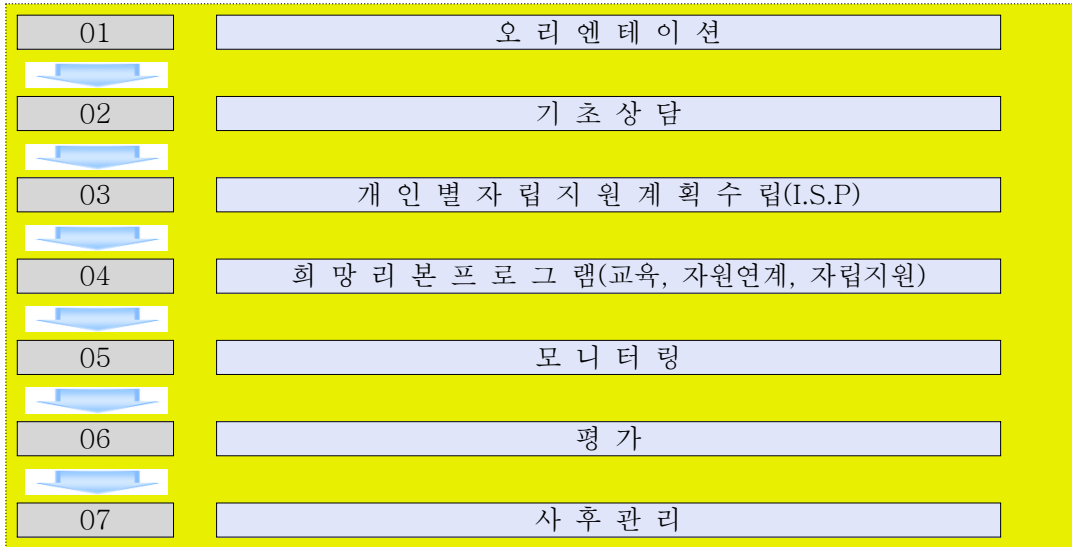 01 오 리 엔 테 이 션
02 기 초 상 담
03 개 인 별 자 립 지 원 계 획 수 립(I.S.P)
04 희 망 리 본 프 로 그 램(교육, 자원연계, 자립지원)
05 모 니 터 링
06 평 가
07 사 후 관 리